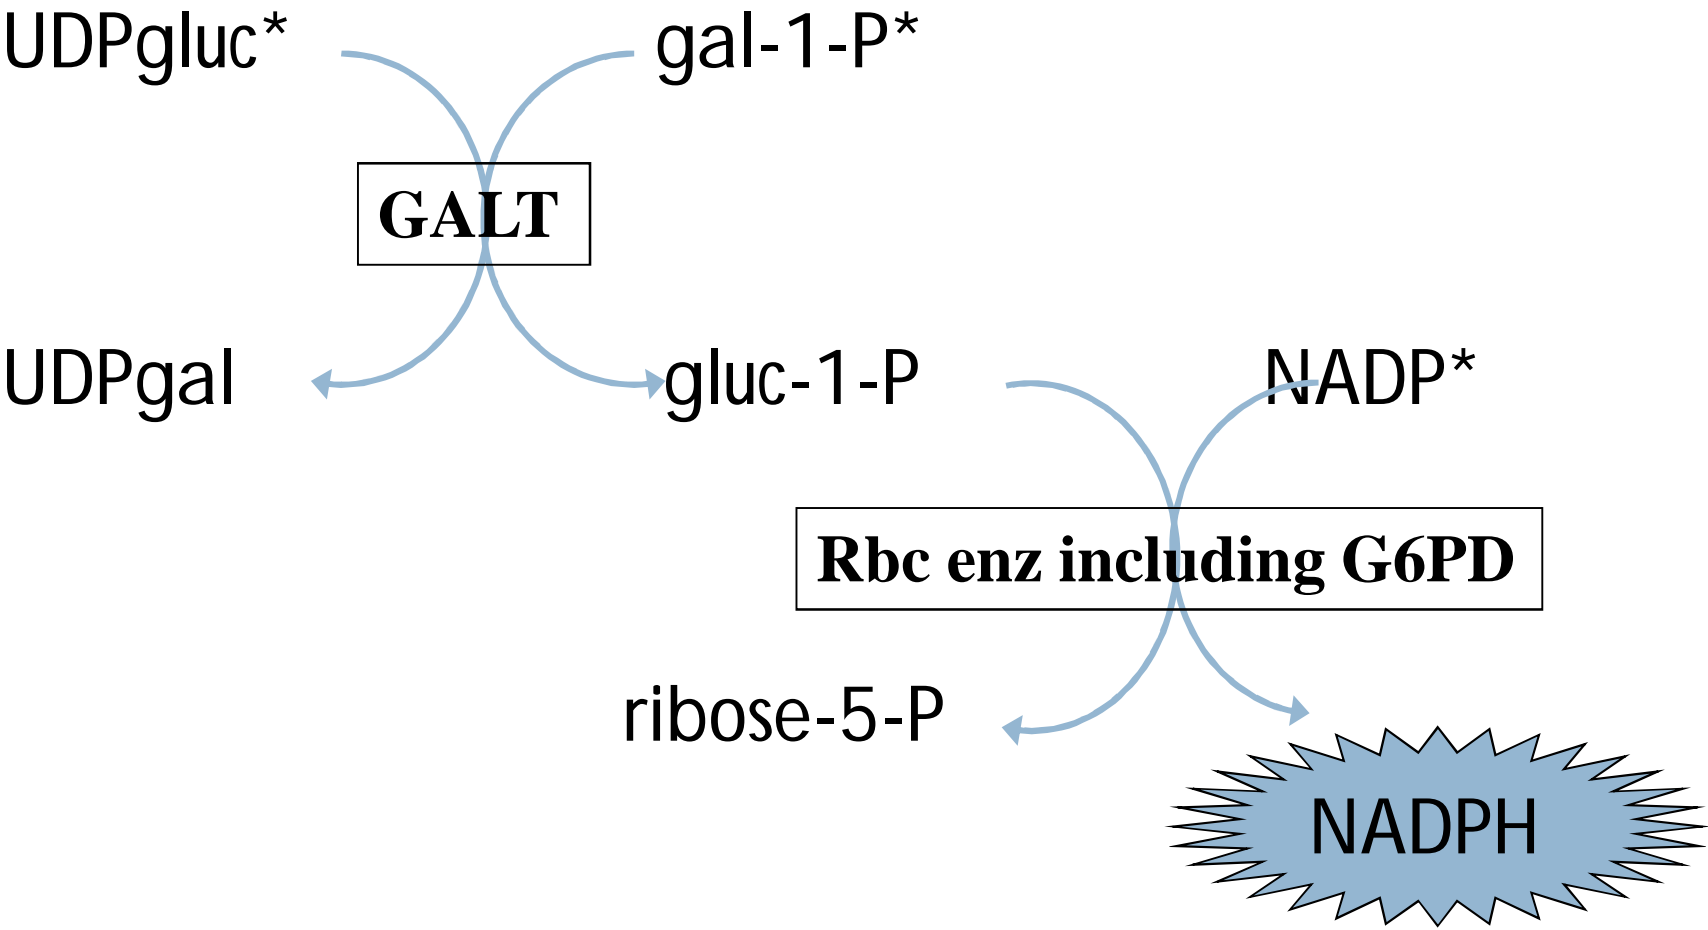 UDPgluc* gal-1-P*
GALT
UDPgal gluc-1-P NADP*
Rbc enz including G6PD
ribose-5-P
NADPH